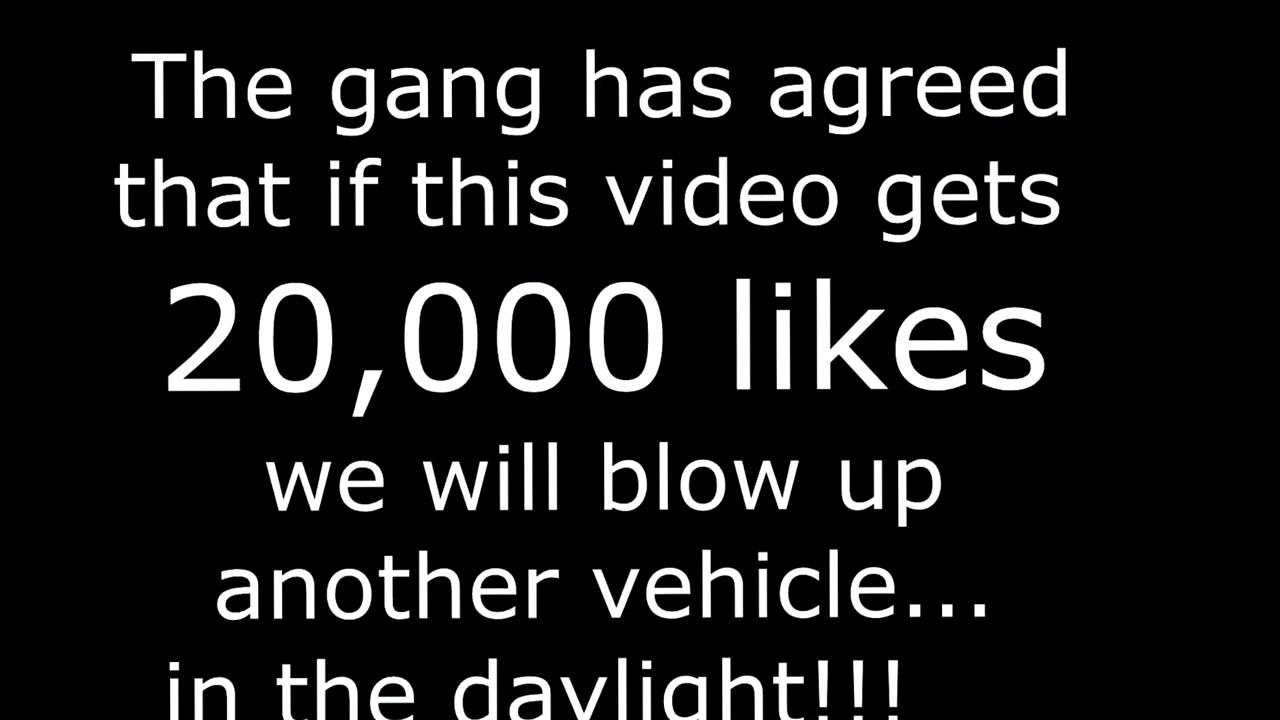 The gang has agreed
that if this video gets
20,000 likes
we will blow up
another vehicle...
in the daylight!!!